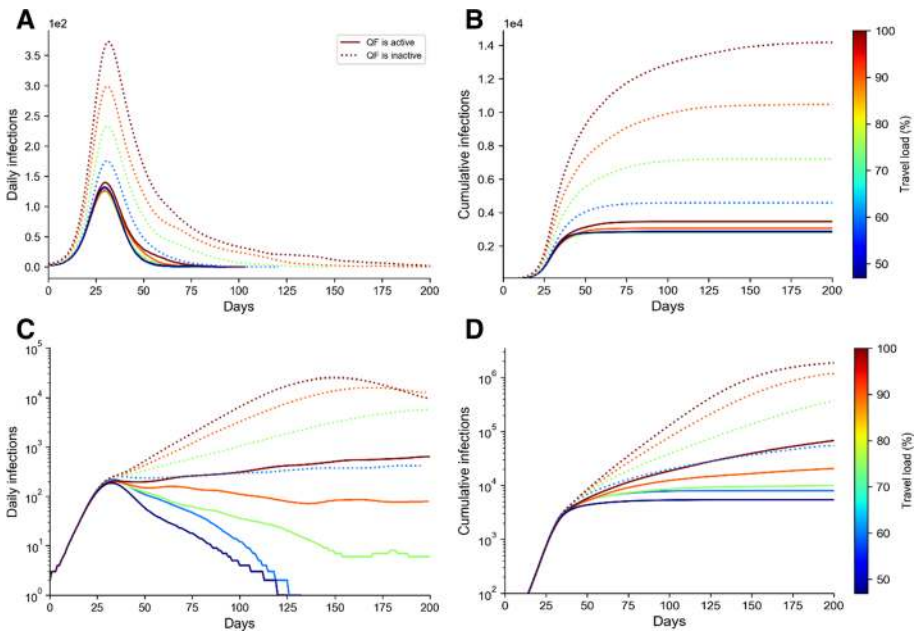 A
1e2
3.5
3.0
2.5
2.0
1.5
1.0
0.5
0.0
Daily infections
QF is active
QF is inactive
0 25 50 75 100 125 150 175 200
Days
B
1e4
1.4
1.2
1.0
0.8
0.6
0.4
0.2
Cumulative infections
0 25 50 75 100 125 150 175 200
Days
100
90
80
70
60
50
Travel load (%)
C
10^5
10^4
10^3
10^2
10^1
10^0
Daily infections
0 25 50 75 100 125 150 175 200
Days
D
10^6
10^5
10^4
10^3
10^2
Cumulative infections
0 25 50 75 100 125 150 175 200
Days
100
90
80
70
60
50
Travel load (%)